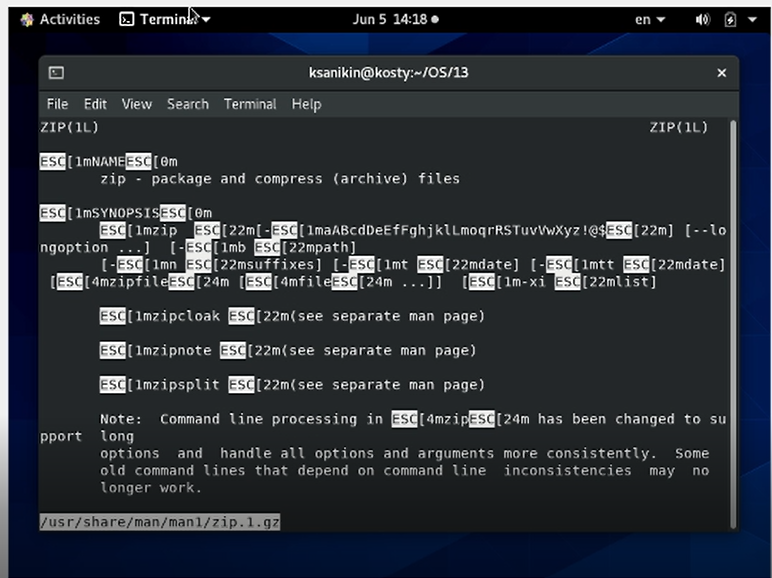 Activities Terminal Jun 5 14:18 en
ksanikin@kosty:~/OS/13
File Edit View Search Terminal Help
ZIP(1L) ZIP(1L)
ESC[1mNAMEESC[0m
zip - package and compress (archive) files
ESC[1mSYNOPSISESC[0m
ESC[1mzip ESC[22m[-ESC[1maABcdDeEfFghjklLmoqrRSTuvVwXyz!@$ESC[22m] [--lo
ngoption ...] [-ESC[1mb ESC[22mpath]
[-ESC[1mn ESC[22msuffixes] [-ESC[1mt ESC[22mdate] [-ESC[1mtt ESC[22mdate]
[ESC[4mzipfileESC[24m [ESC[4mfileESC[24m ...]] [ESC[1m-xi ESC[22mlist]
ESC[1mzipcloak ESC[22m(see separate man page)
ESC[1mzipnote ESC[22m(see separate man page)
ESC[1mzipsplit ESC[22m(see separate man page)
Note: Command line processing in ESC[4mzipESC[24m has been changed to su
pport long
options and handle all options and arguments more consistently. Some
old command lines that depend on command line inconsistencies may no
longer work.
/usr/share/man/man1/zip.1.gz